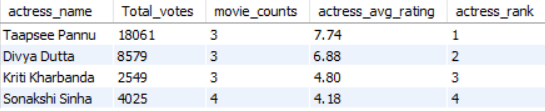 actress_name Total_votes movie_counts actress_avg_rating actress_rank
Taapsee Pannu 18061 3 7.74 1
Divya Dutta 8579 3 6.88 2
Kriti Kharbanda 2549 3 4.80 3
Sonakshi Sinha 4025 4 4.18 4